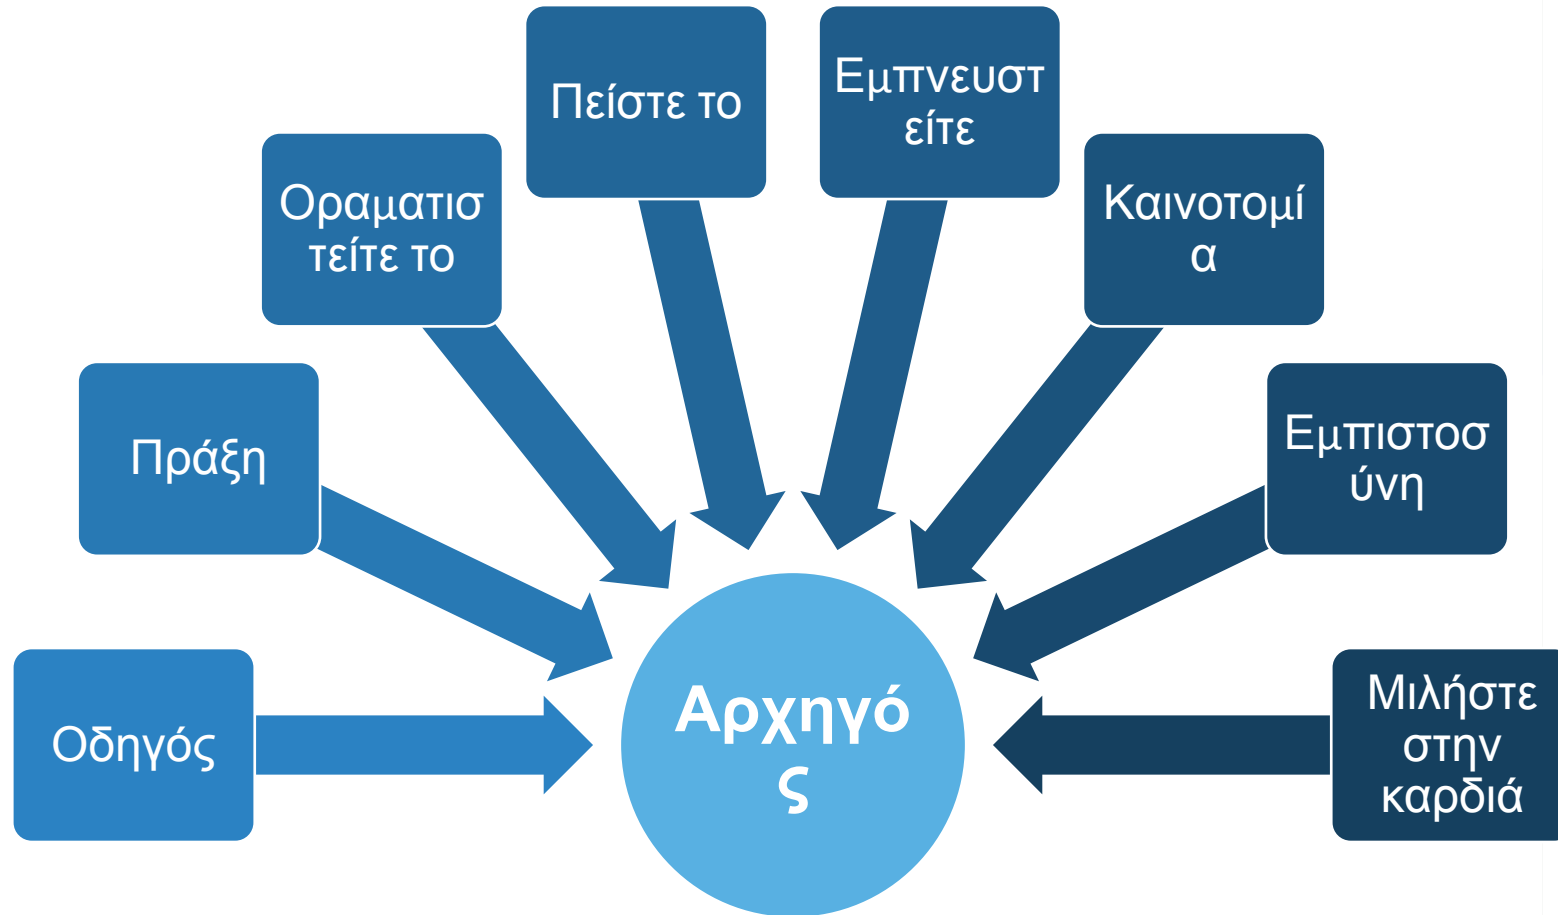 Πείστε το
Εμπνευστ
είτε
Οραματισ
τείτε το
Καινοτομί
α
Πράξη
Εμπιστοσ
ύνη
Οδηγός
Αρχηγό
ς
Μιλήστε
στην
καρδιά